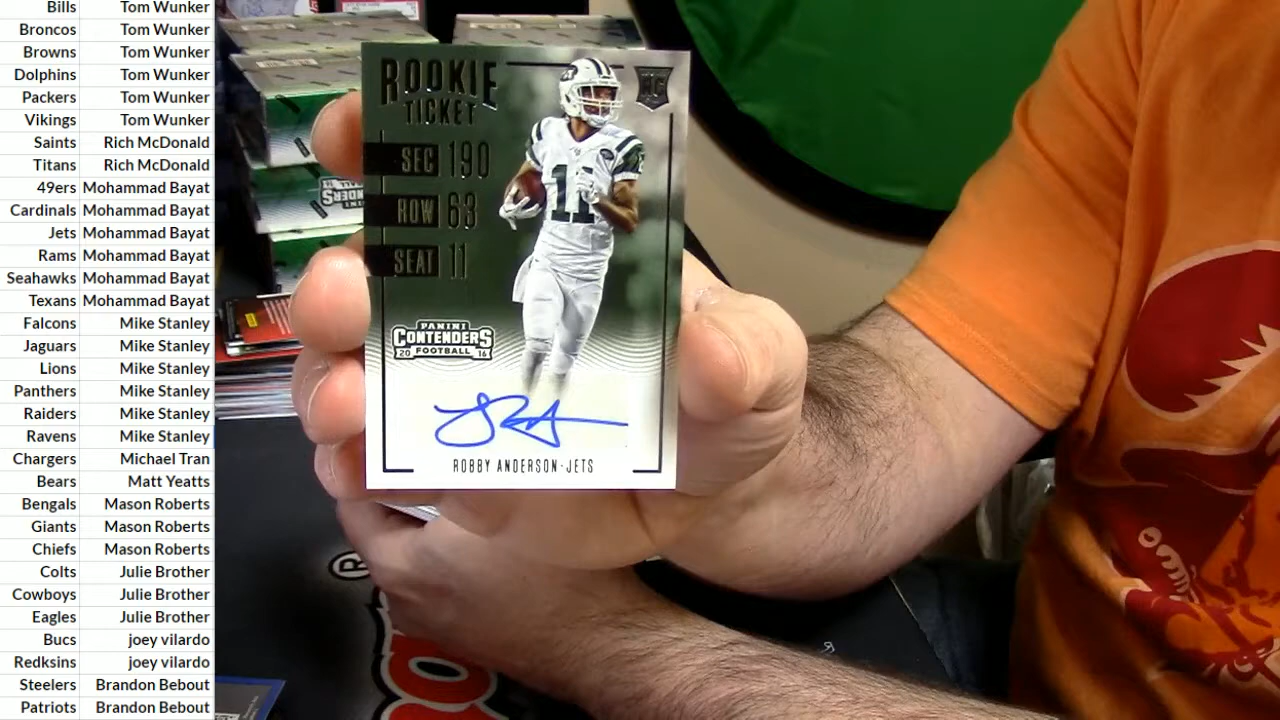 Bills Tom Wunker
Broncos Tom Wunker
Browns Tom Wunker
Dolphins Tom Wunker
Packers Tom Wunker
Vikings Tom Wunker
Saints Rich McDonald
Titans Rich McDonald
49ers Mohammad Bayat
Cardinals Mohammad Bayat
Jets Mohammad Bayat
Rams Mohammad Bayat
Seahawks Mohammad Bayat
Texans Mohammad Bayat
Falcons Mike Stanley
Jaguars Mike Stanley
Lions Mike Stanley
Panthers Mike Stanley
Raiders Mike Stanley
Ravens Mike Stanley
Chargers Michael Tran
Bears Matt Yeatts
Bengals Mason Roberts
Giants Mason Roberts
Chiefs Mason Roberts
Colts Julie Brother
Cowboys Julie Brother
Eagles Julie Brother
Bucs joey vilardo
Redksins joey vilardo
Steelers Brandon Bebout
Patriots Brandon Bebout
ROOKIE
TICKET
RC
SEC 190
ROW 63
SEAT 11
11
PANINI
CONTENDERS
20 FOOTBALL 16
ROBBY ANDERSON-JETS
CONTENDERS
®